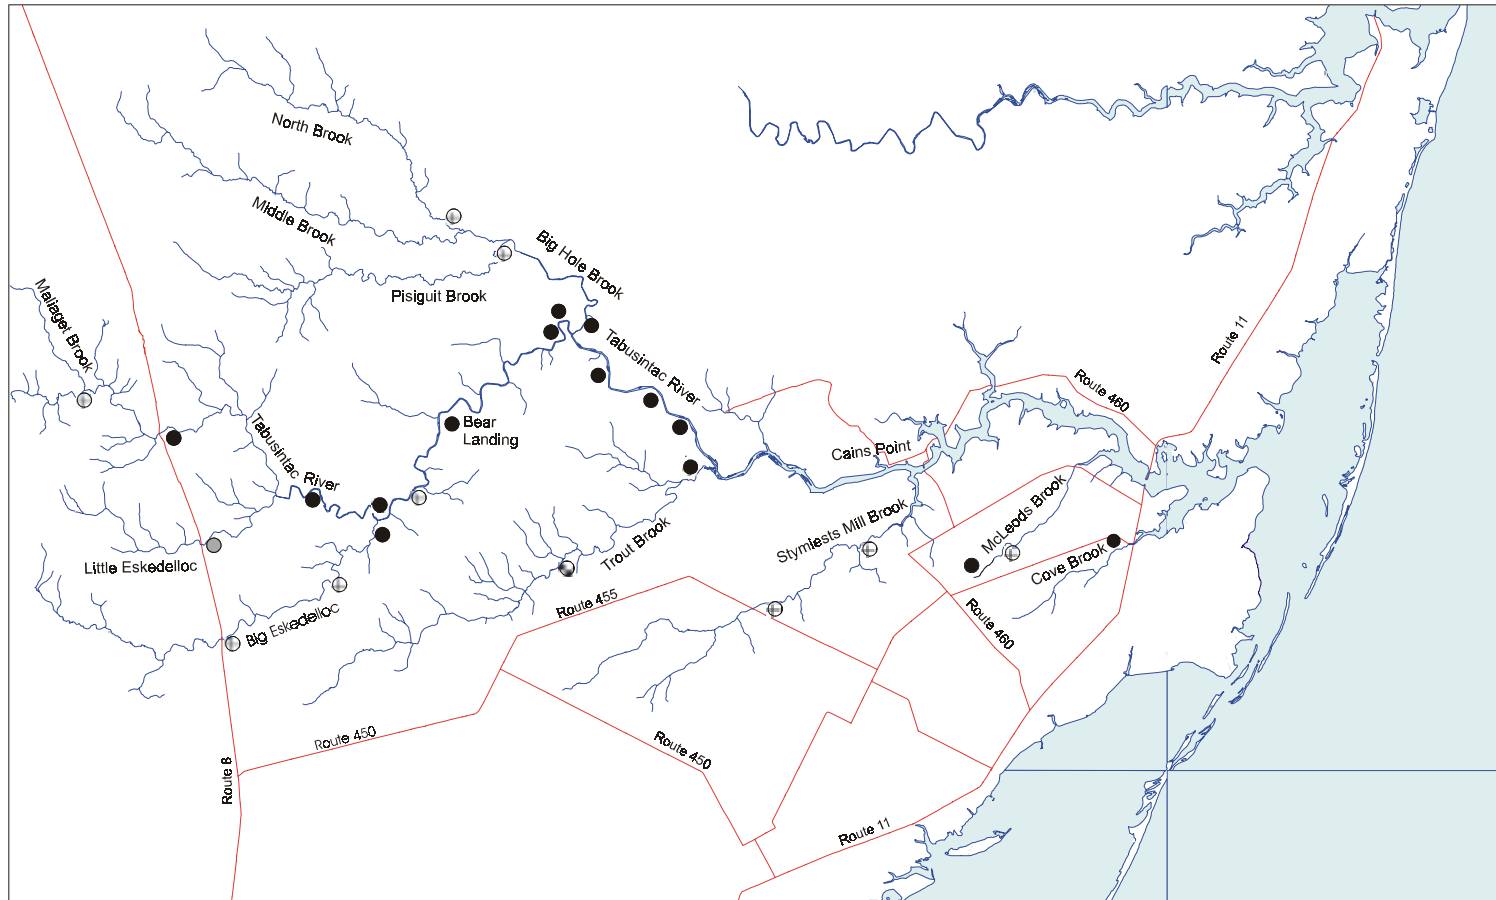 North Brook
Middle Brook
Big Hole Brook
Pisiguit Brook
Maliaget Brook
Route 11
Tabusintac River
Route 460
Bear
Landing
Tabusintac
River
Cains Point
McLeods Brook
Stymiests Mill Brook
Trout Brook
Cove Brook
Little Eskedelloc
Big Eskedelloc
Route 455
Route 460
Route 450
Route 450
Route 8
Route 11